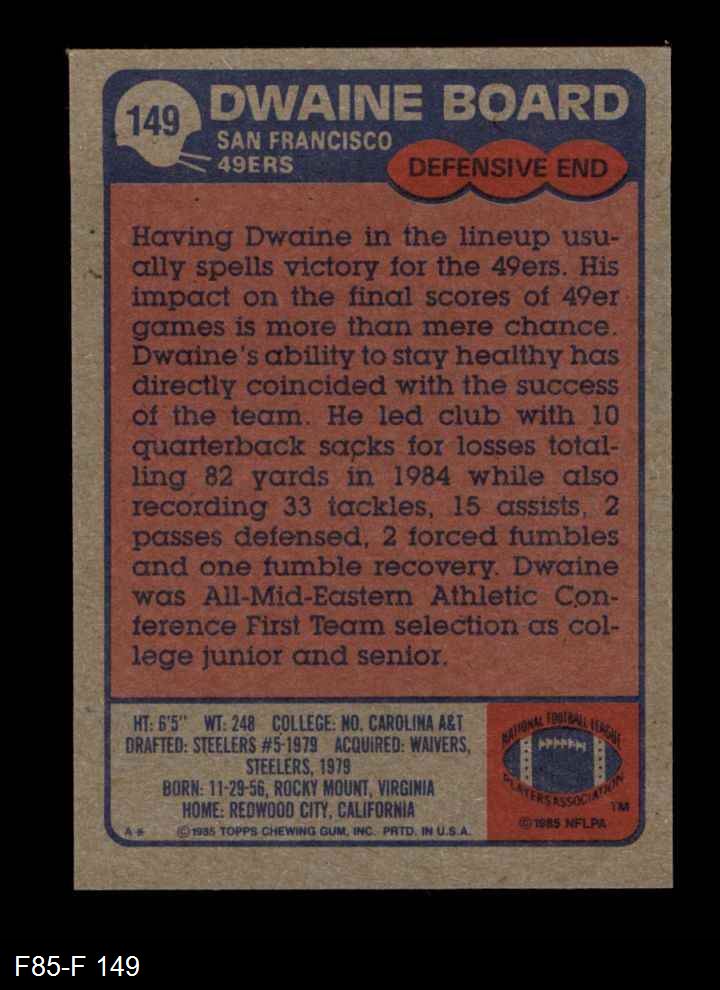 149
DWAINE BOARD
SAN FRANCISCO
49ERS
DEFENSIVE END
Having Dwaine in the lineup usu-
ally spells victory for the 49ers. His
impact on the final scores of 49er
games is more than mere chance.
Dwaine's ability to stay healthy has
directly coincided with the success
of the team. He led club with 10
quarterback sacks for losses total-
ling 82 yards in 1984 while also
recording 33 tackles, 15 assists, 2
passes defensed, 2 forced fumbles
and one fumble recovery. Dwaine
was All-Mid-Eastern Athletic Con-
ference First Team selection as col-
lege junior and senior.
HT: 6'5" WT: 248 COLLEGE: NO. CAROLINA A&T
DRAFTED: STEELERS #5-1979 ACQUIRED: WAIVERS,
STEELERS, 1979
BORN: 11-29-56, ROCKY MOUNT, VIRGINIA
HOME: REDWOOD CITY, CALIFORNIA
A* ©1985 TOPPS CHEWING GUM, INC. PRTD. IN U.S.A.
NATIONAL FOOTBALL LEAGUE
PLAYERS ASSOCIATION
TM
©1985 NFLPA
F85-F 149